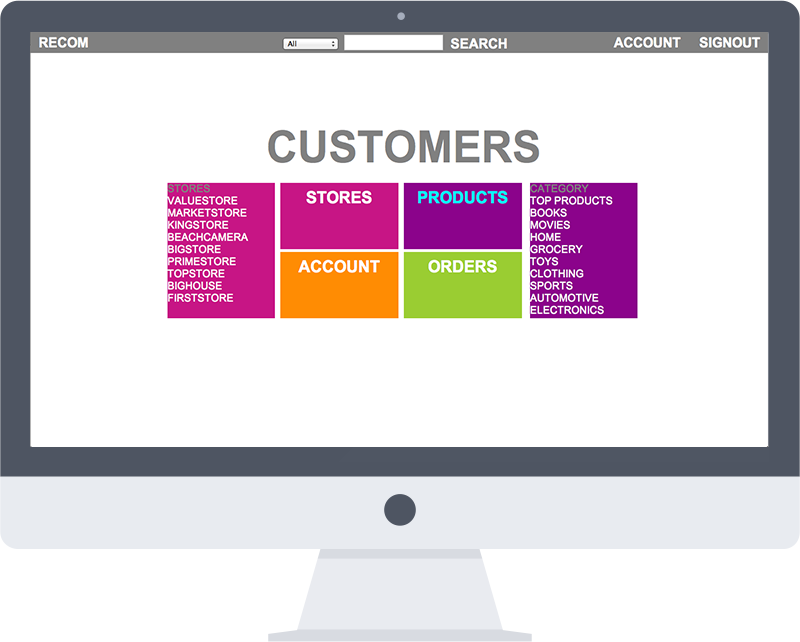 RECOM All SEARCH ACCOUNT SIGNOUT
CUSTOMERS
STORES
VALUESTORE
MARKETSTORE
KINGSTORE
BEACHCAMERA
BIGSTORE
PRIMESTORE
TOPSTORE
BIGHOUSE
FIRSTSTORE
STORES
PRODUCTS
ACCOUNT
ORDERS
CATEGORY
TOP PRODUCTS
BOOKS
MOVIES
HOME
GROCERY
TOYS
CLOTHING
SPORTS
AUTOMOTIVE
ELECTRONICS